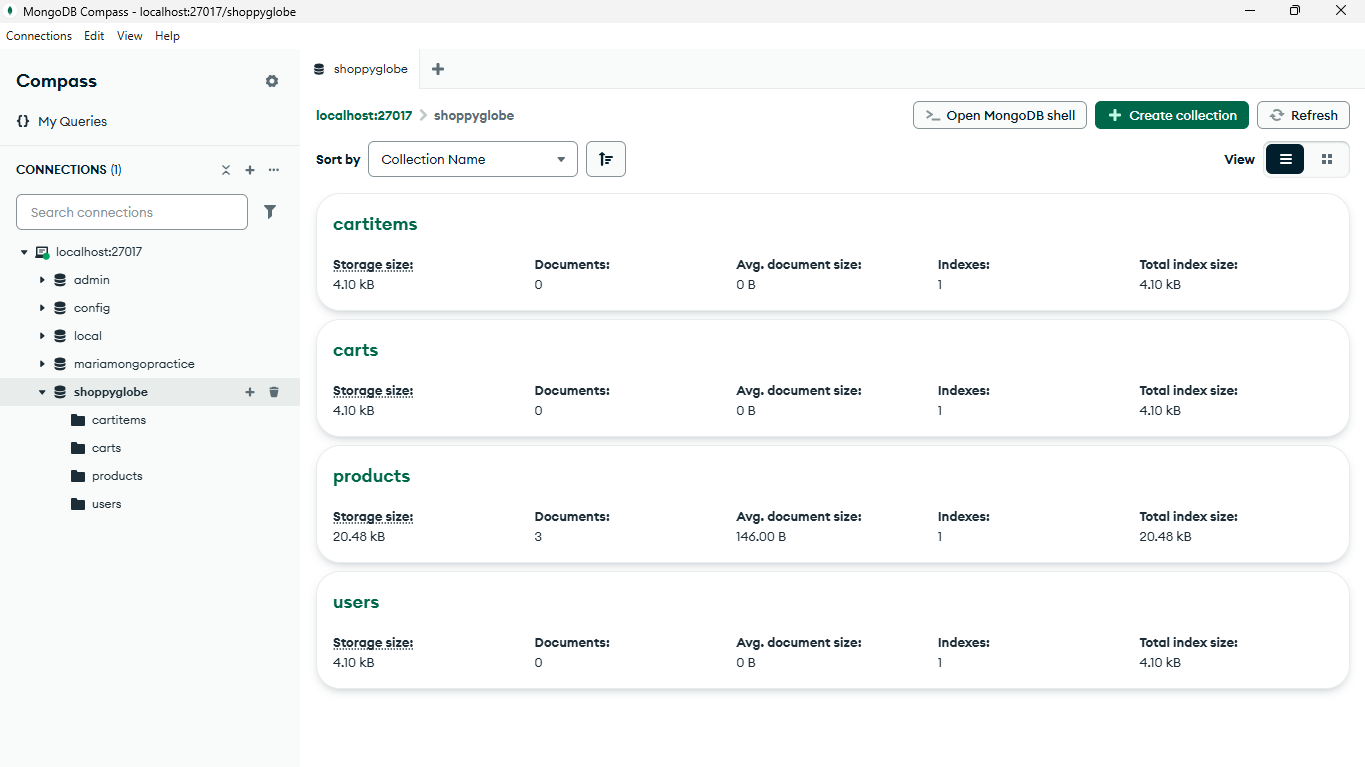 MongoDB Compass - localhost:27017/shoppyglobe
Connections Edit View Help
Compass
{} My Queries
CONNECTIONS (1)
Search connections
localhost:27017
admin
config
local
mariamongopractice
shoppyglobe
cartitems
carts
products
users
shoppyglobe
localhost:27017 shoppyglobe
>_ Open MongoDB shell
Create collection
Refresh
Sort by Collection Name
View
cartitems
Storage size: Documents: Avg. document size: Indexes: Total index size:
4.10 kB 0 0 B 1 4.10 kB
carts
Storage size: Documents: Avg. document size: Indexes: Total index size:
4.10 kB 0 0 B 1 4.10 kB
products
Storage size: Documents: Avg. document size: Indexes: Total index size:
20.48 kB 3 146.00 B 1 20.48 kB
users
Storage size: Documents: Avg. document size: Indexes: Total index size:
4.10 kB 0 0 B 1 4.10 kB